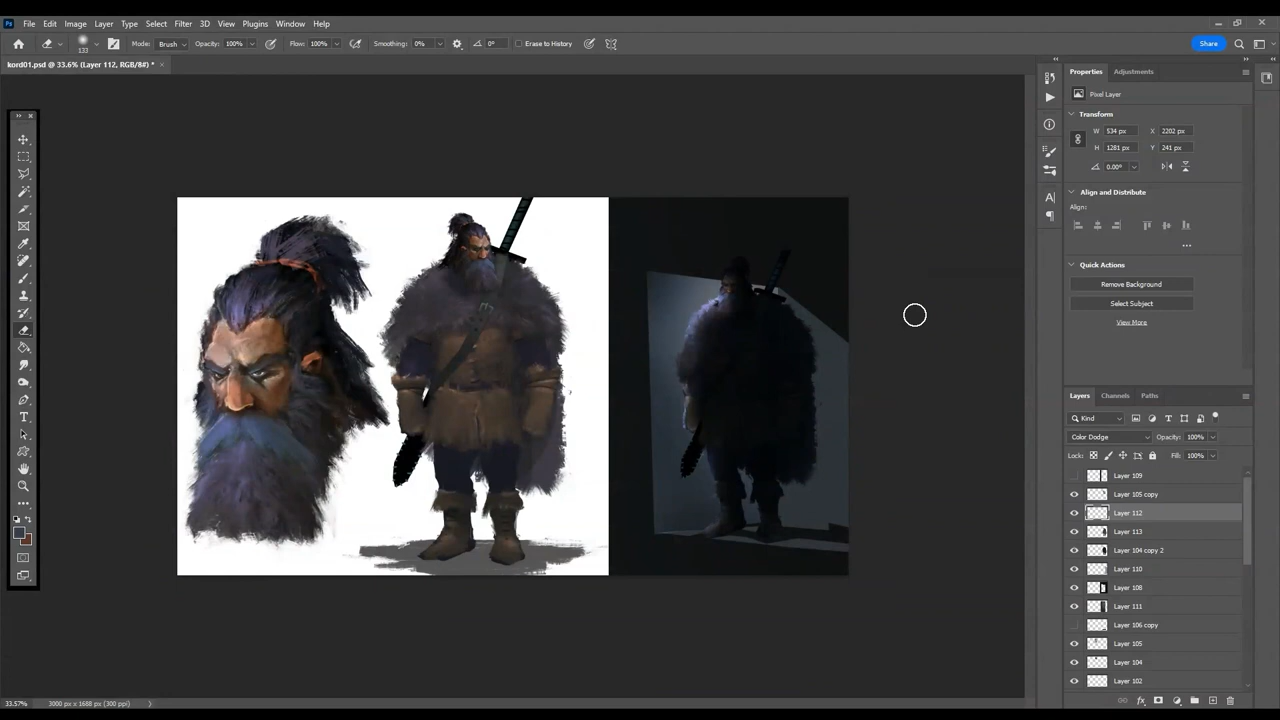 Ps File Edit Image Layer Type Select Filter 3D View Plugins Window Help
133 Mode: Brush Opacity: 100% Flow: 100% Smoothing: 0% 0° Erase to History Share
kord01.psd @ 33.6% (Layer 112, RGB/8#) *
Properties Adjustments
Pixel Layer
Transform
W 534 px X 2202 px
H 1281 px Y 241 px
0.00°
Align and Distribute
Align:
Quick Actions
Remove Background
Select Subject
View More
Layers Channels Paths
Kind
Color Dodge Opacity: 100%
Lock: Fill: 100%
Layer 109
Layer 105 copy
Layer 112
Layer 113
Layer 104 copy 2
Layer 110
Layer 108
Layer 111
Layer 106 copy
Layer 105
Layer 104
Layer 102
33.57% 3000 px x 1688 px (300 ppi)